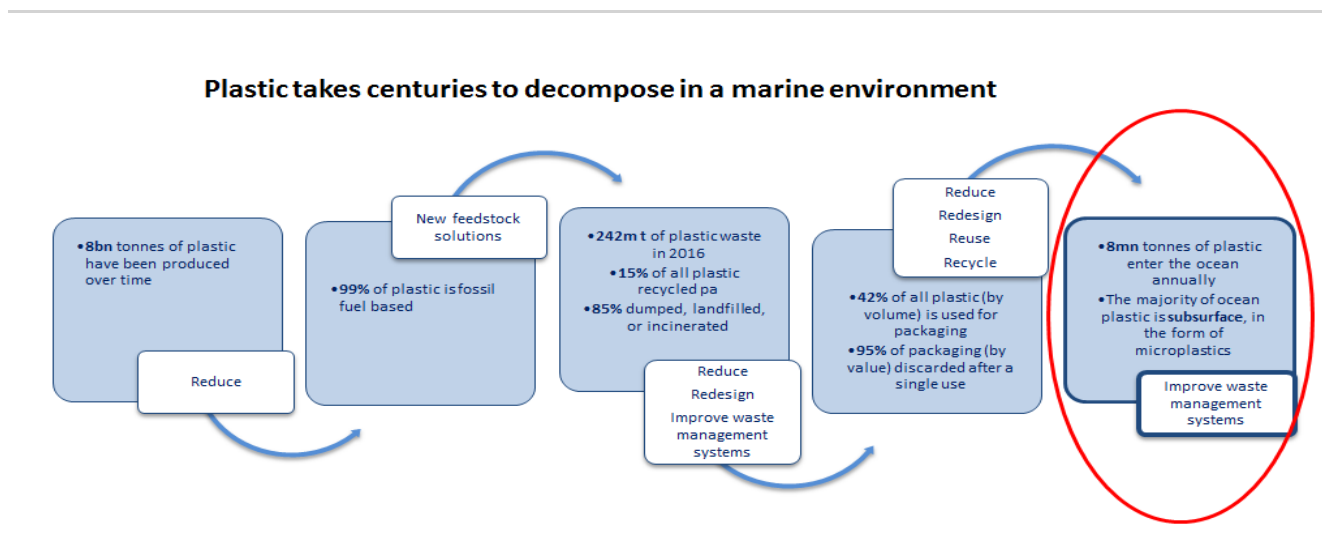 Plastic takes centuries to decompose in a marine environment
•8bn tonnes of plastic
have been produced
over time
Reduce
•99% of plastic is fossil
fuel based
New feedstock
solutions
•242m t of plastic waste
in 2016
•15% of all plastic
recycled pa
•85% dumped, landfilled,
or incinerated
Reduce
Redesign
Improve waste
management
systems
•42% of all plastic (by
volume) is used for
packaging
•95% of packaging (by
value) discarded after a
single use
Reduce
Redesign
Reuse
Recycle
•8mn tonnes of plastic
enter the ocean
annually
•The majority of ocean
plastic is subsurface, in
the form of
microplastics
Improve waste
management
systems